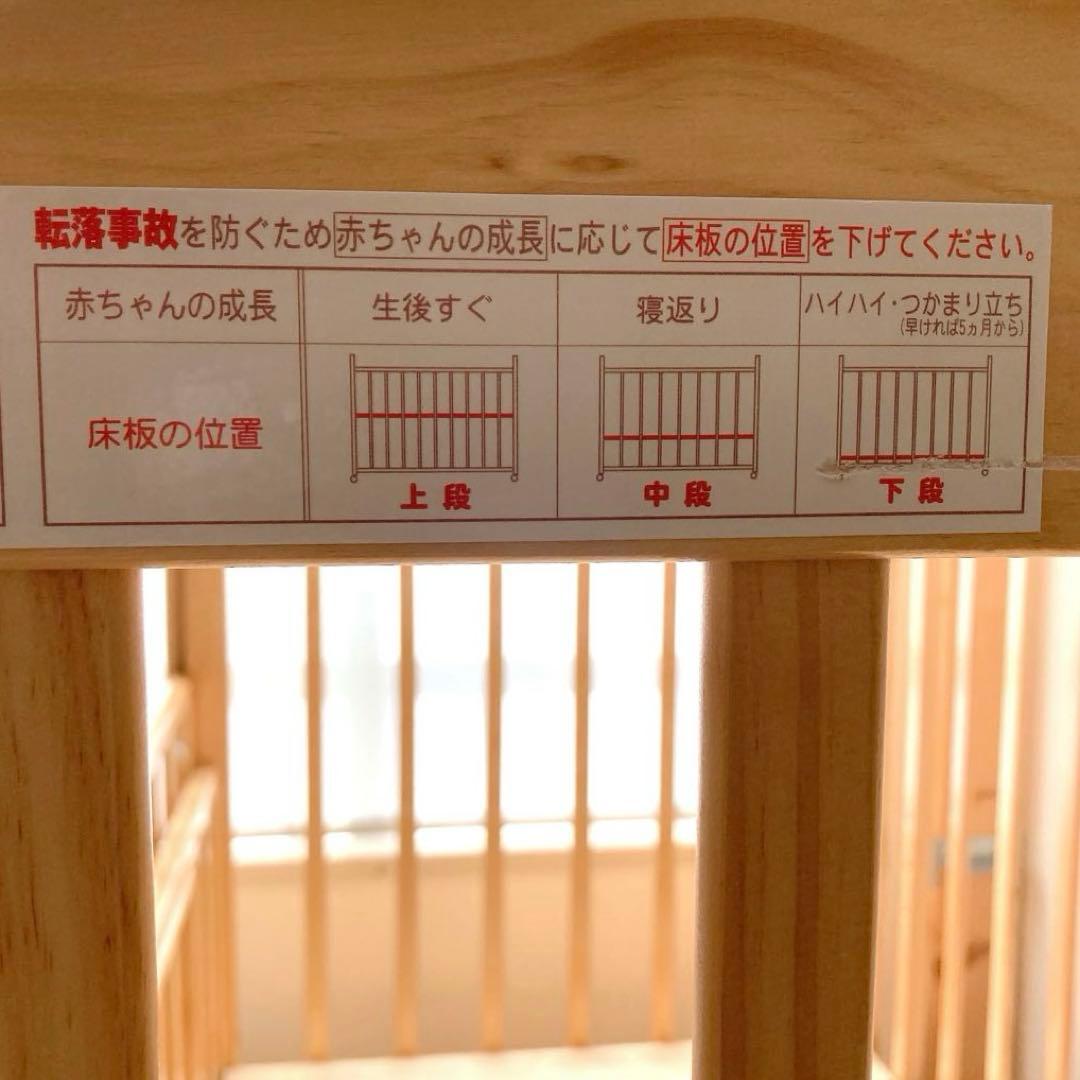 転落事故を防ぐため赤ちゃんの成長に応じて床板の位置を下げてください。
赤ちゃんの成長 生後すぐ 寝返り ハイハイ・つかまり立ち
(早ければ5ヵ月から)
床板の位置
上段 中段 下段